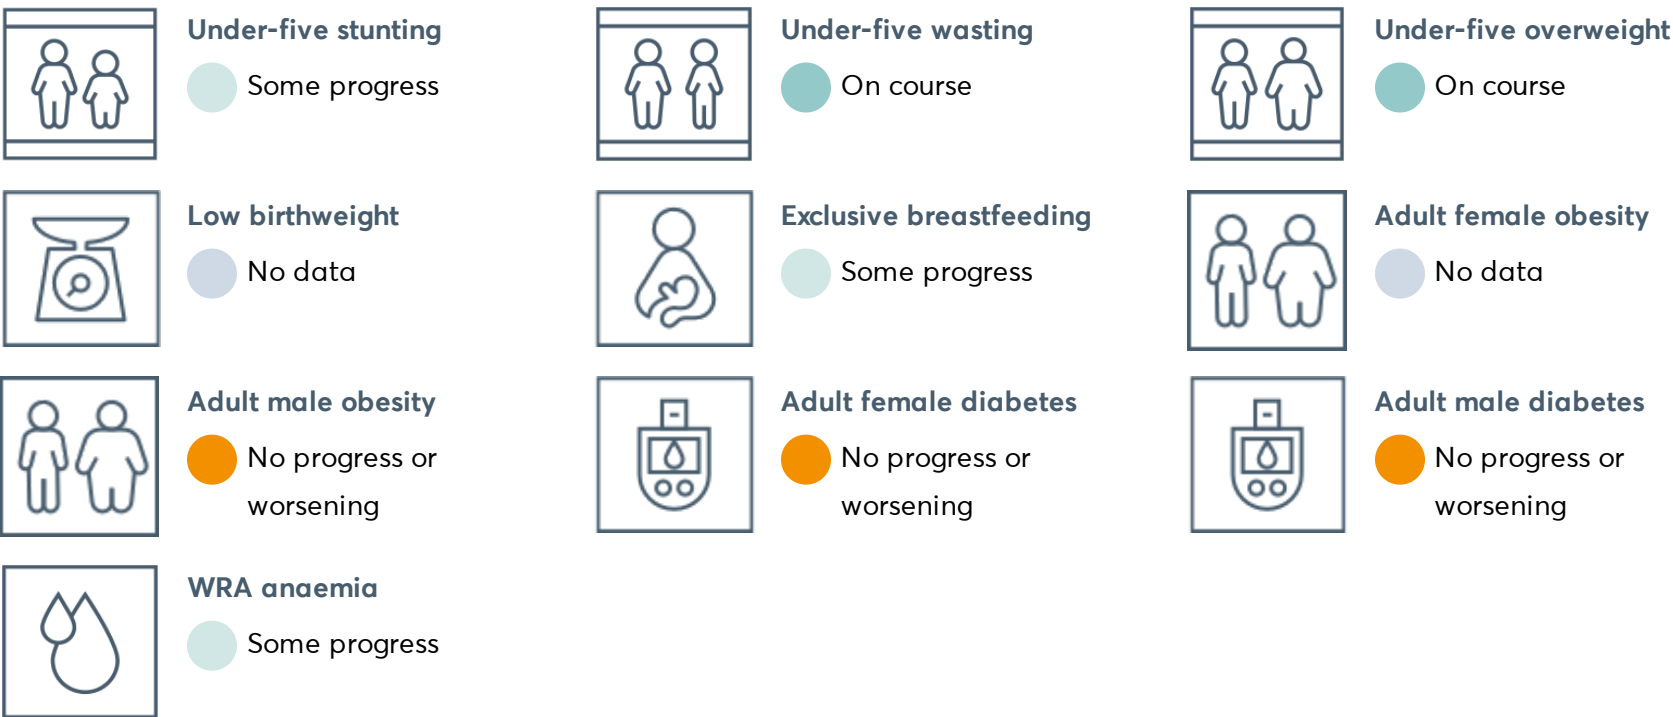 Under-five stunting
Some progress
Under-five wasting
On course
Under-five overweight
On course
Low birthweight
No data
Exclusive breastfeeding
Some progress
Adult female obesity
No data
Adult male obesity
No progress or
worsening
Adult female diabetes
No progress or
worsening
Adult male diabetes
No progress or
worsening
WRA anaemia
Some progress